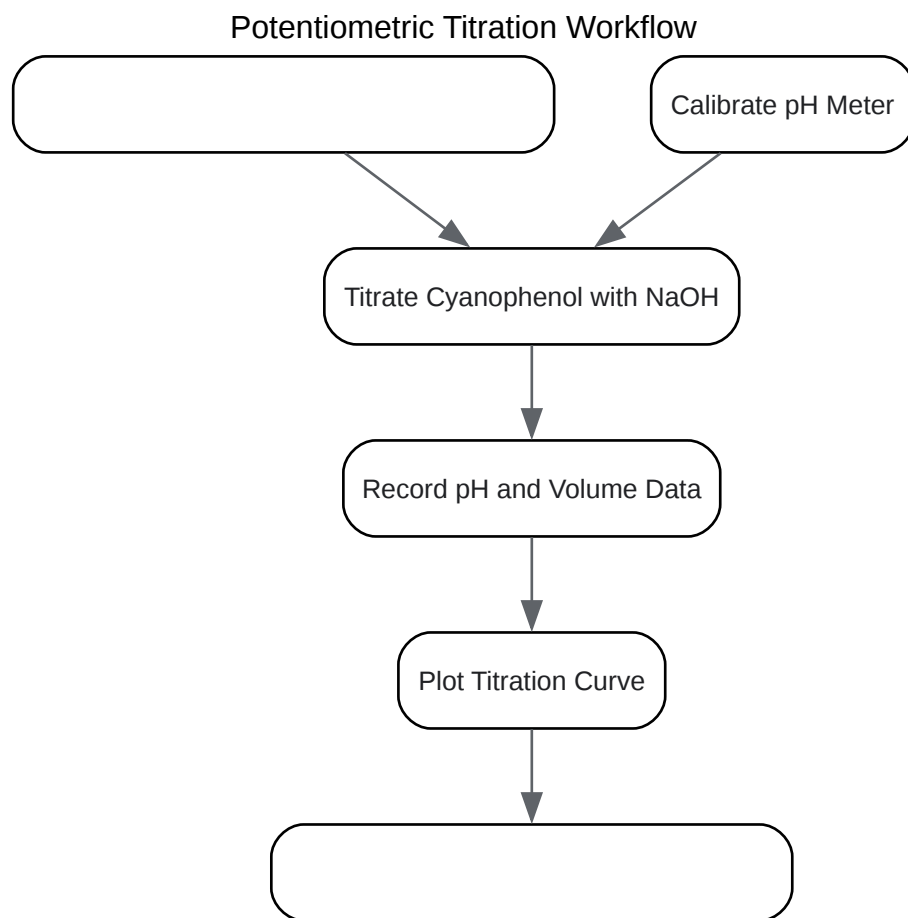 Potentiometric Titration Workflow
Calibrate pH Meter
Titrate Cyanophenol with NaOH
Record pH and Volume Data
Plot Titration Curve